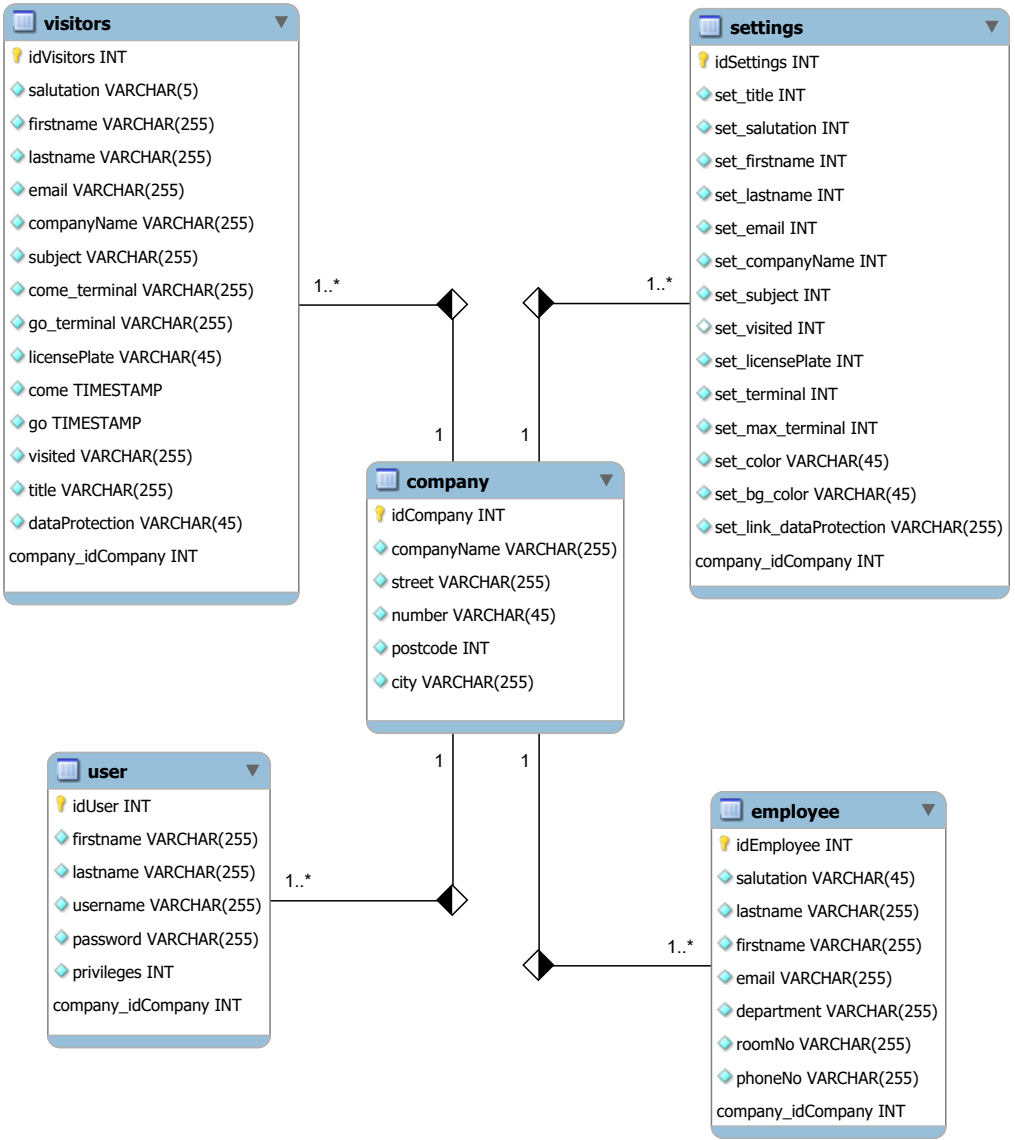 visitors
idVisitors INT
salutation VARCHAR(5)
firstname VARCHAR(255)
lastname VARCHAR(255)
email VARCHAR(255)
companyName VARCHAR(255)
subject VARCHAR(255)
come_terminal VARCHAR(255)
go_terminal VARCHAR(255)
licensePlate VARCHAR(45)
come TIMESTAMP
go TIMESTAMP
visited VARCHAR(255)
title VARCHAR(255)
dataProtection VARCHAR(45)
company_idCompany INT
1..*
1
settings
idSettings INT
set_title INT
set_salutation INT
set_firstname INT
set_lastname INT
set_email INT
set_companyName INT
set_subject INT
set_visited INT
set_licensePlate INT
set_terminal INT
set_max_terminal INT
set_color VARCHAR(45)
set_bg_color VARCHAR(45)
set_link_dataProtection VARCHAR(255)
company_idCompany INT
1..*
1
company
idCompany INT
companyName VARCHAR(255)
street VARCHAR(255)
number VARCHAR(45)
postcode INT
city VARCHAR(255)
1
1
user
idUser INT
firstname VARCHAR(255)
lastname VARCHAR(255)
username VARCHAR(255)
password VARCHAR(255)
privileges INT
company_idCompany INT
1..*
employee
idEmployee INT
salutation VARCHAR(45)
lastname VARCHAR(255)
firstname VARCHAR(255)
email VARCHAR(255)
department VARCHAR(255)
roomNo VARCHAR(255)
phoneNo VARCHAR(255)
company_idCompany INT
1..*